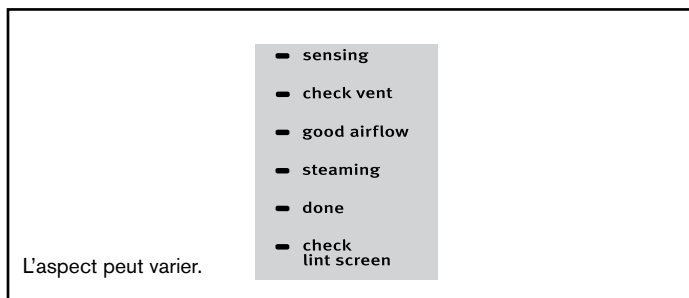 sensing
check vent
good airflow
steaming
done
check
lint screen
L'aspect peut varier.